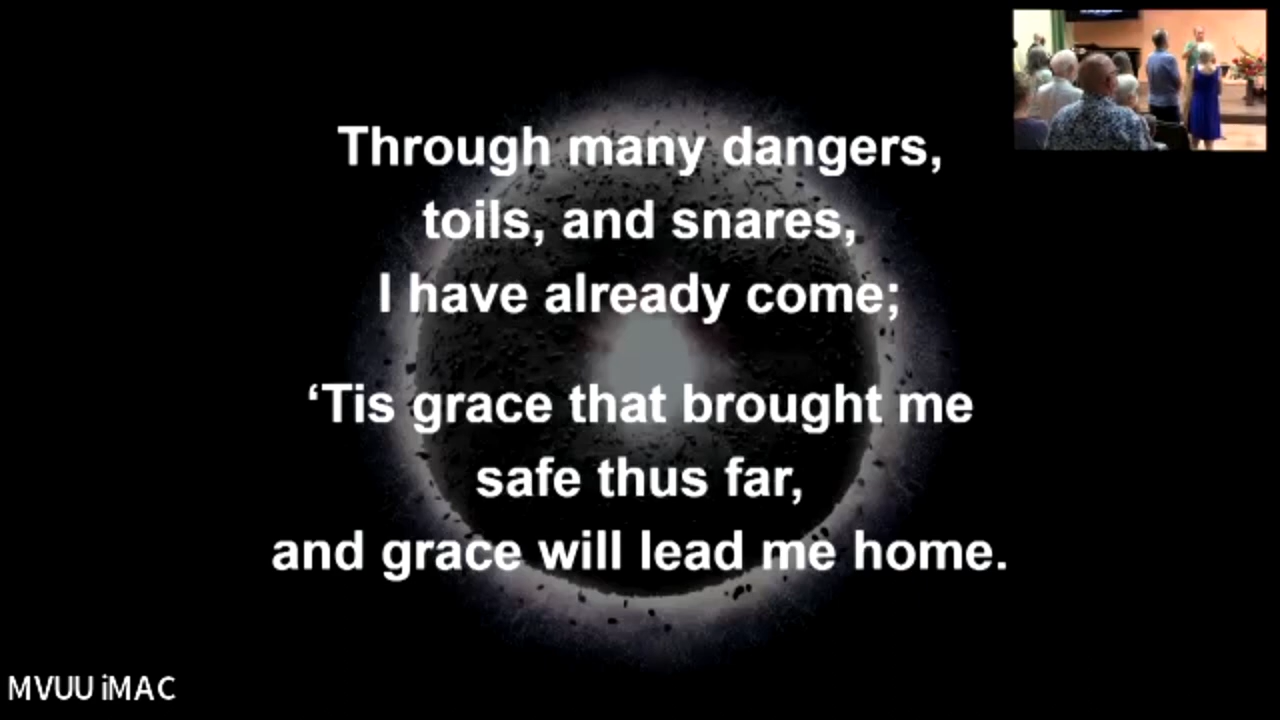 Through many dangers,
toils, and snares,
I have already come;
‘Tis grace that brought me
safe thus far,
and grace will lead me home.
MVUU iMAC